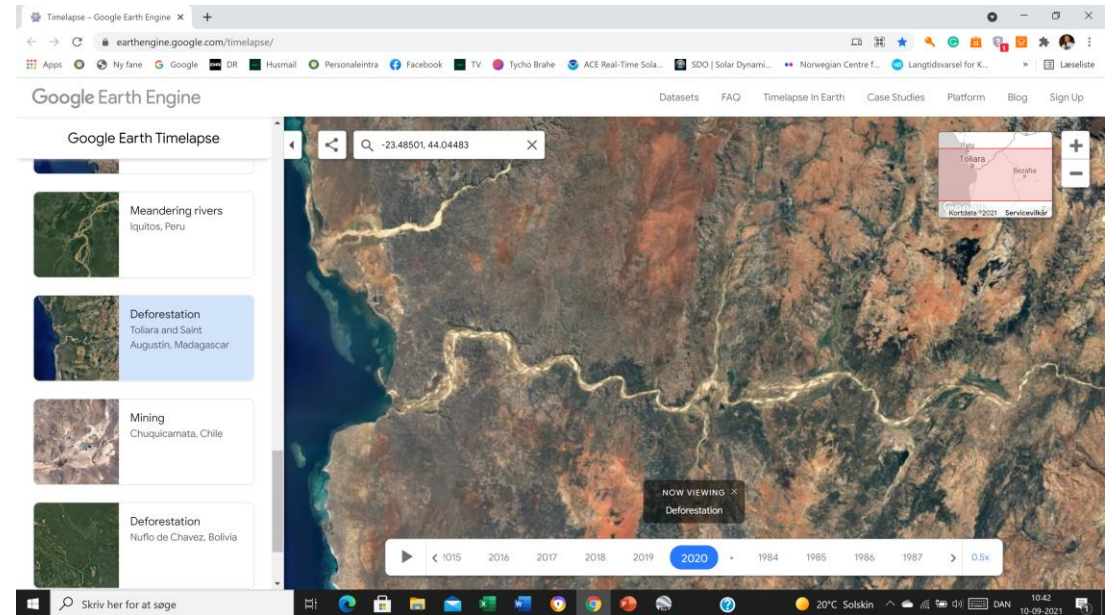 Timelapse – Google Earth Engine
earthengine.google.com/timelapse/
Apps
Ny fane
Google
DR
Husmail
Personaleintra
Facebook
TV
Tycho Brahe
ACE Real-Time Sola...
SDO | Solar Dynami...
Norwegian Centre f...
Langtidsvarsel for K...
»
Læseliste
Google Earth Engine
Datasets
FAQ
Timelapse In Earth
Case Studies
Platform
Blog
Sign Up
Google Earth Timelapse
-23.48501, 44.04483
Meandering rivers
Iquitos, Peru
Deforestation
Toliara and Saint
Augustin, Madagascar
Mining
Chuquicamata, Chile
Deforestation
Nuflo de Chavez, Bolivia
Toliara
Bezaha
Kortdata ©2021
Servicevilkår
NOW VIEWING
Deforestation
2015
2016
2017
2018
2019
2020
1984
1985
1986
1987
0.5x
Skriv her for at søge
20°C Solskin
DAN
10:42
10-09-2021